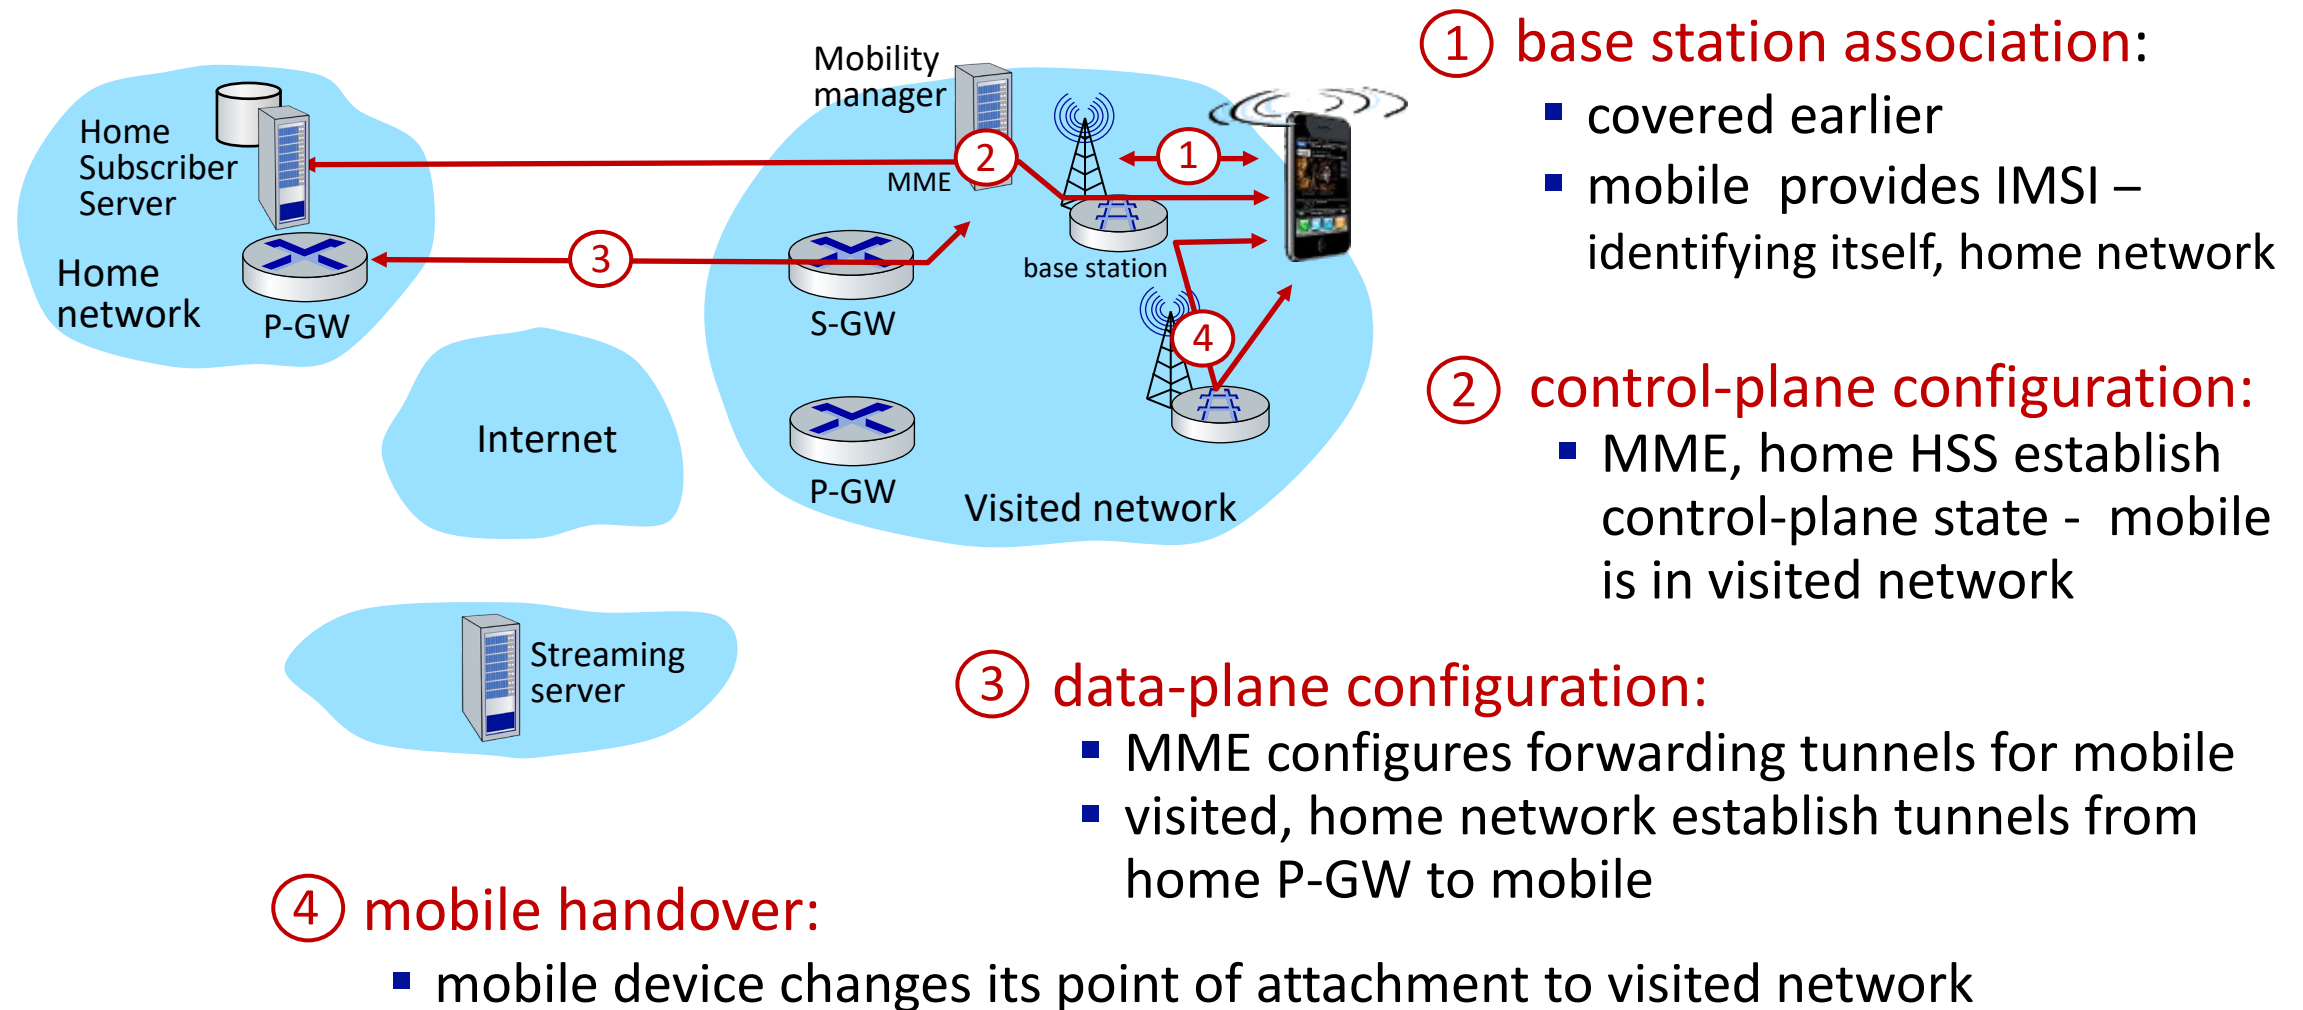 Home
Subscriber
Server
Home
network
P-GW
3
Mobility
manager
2
MME
1
base station
S-GW
4
P-GW
Visited network
Internet
Streaming
server
1 base station association:
▪ covered earlier
▪ mobile provides IMSI –
identifying itself, home network
2 control-plane configuration:
▪ MME, home HSS establish
control-plane state - mobile
is in visited network
3 data-plane configuration:
▪ MME configures forwarding tunnels for mobile
▪ visited, home network establish tunnels from
home P-GW to mobile
4 mobile handover:
▪ mobile device changes its point of attachment to visited network